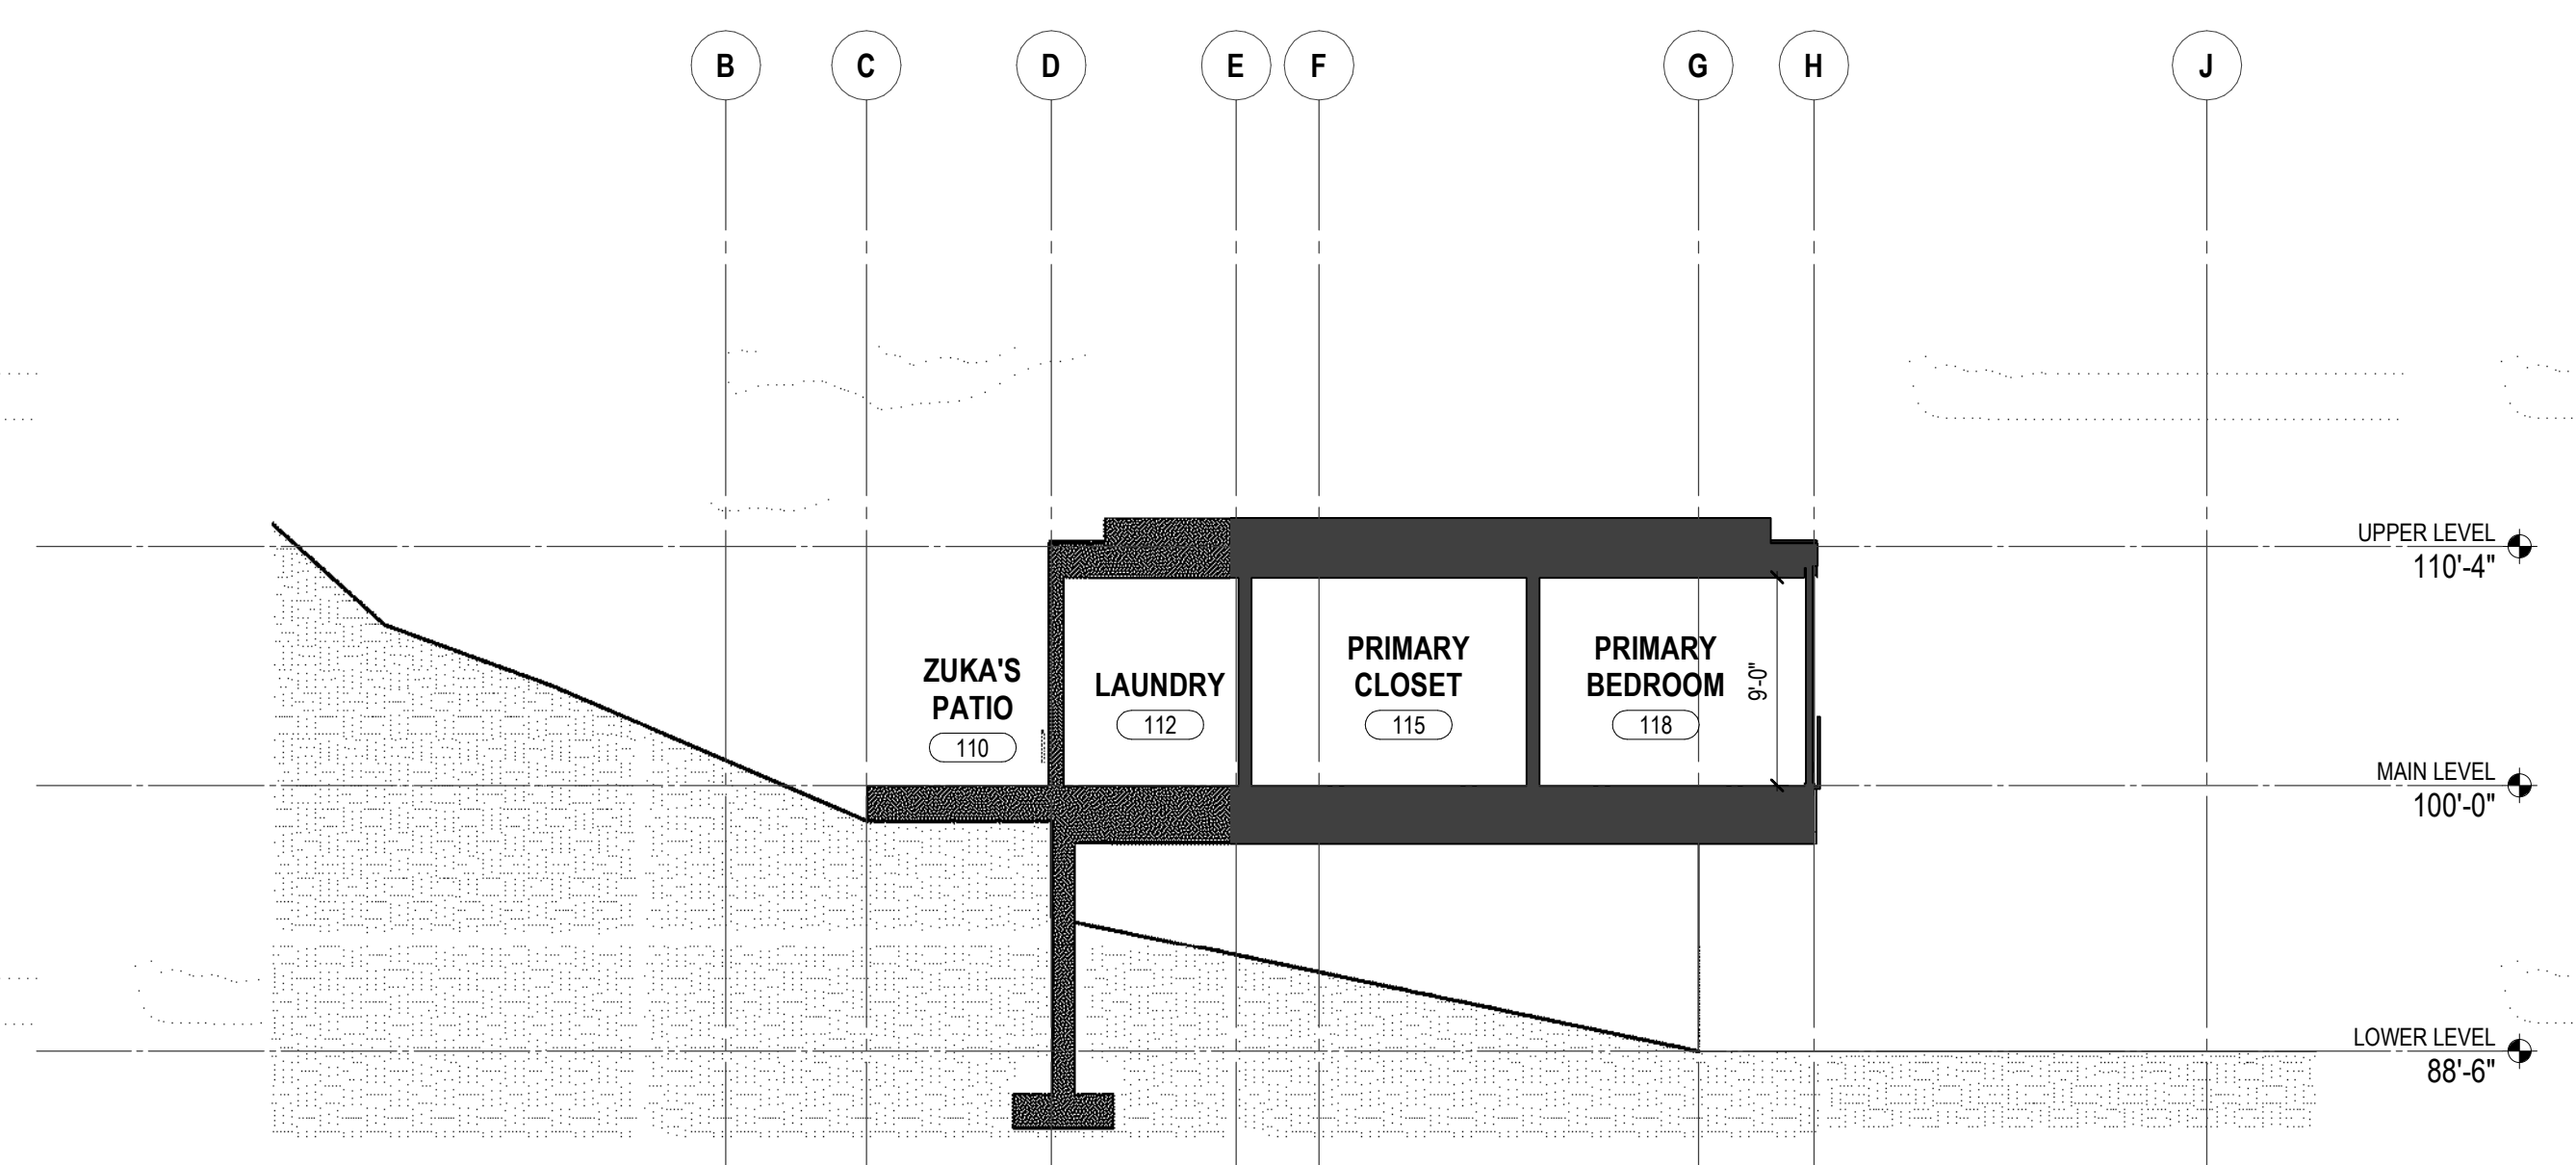 B C D E F G H J
UPPER LEVEL
110'-4"
ZUKA'S
PATIO
110
LAUNDRY
112
PRIMARY
CLOSET
115
PRIMARY
BEDROOM
118
9'-0"
MAIN LEVEL
100'-0"
LOWER LEVEL
88'-6"